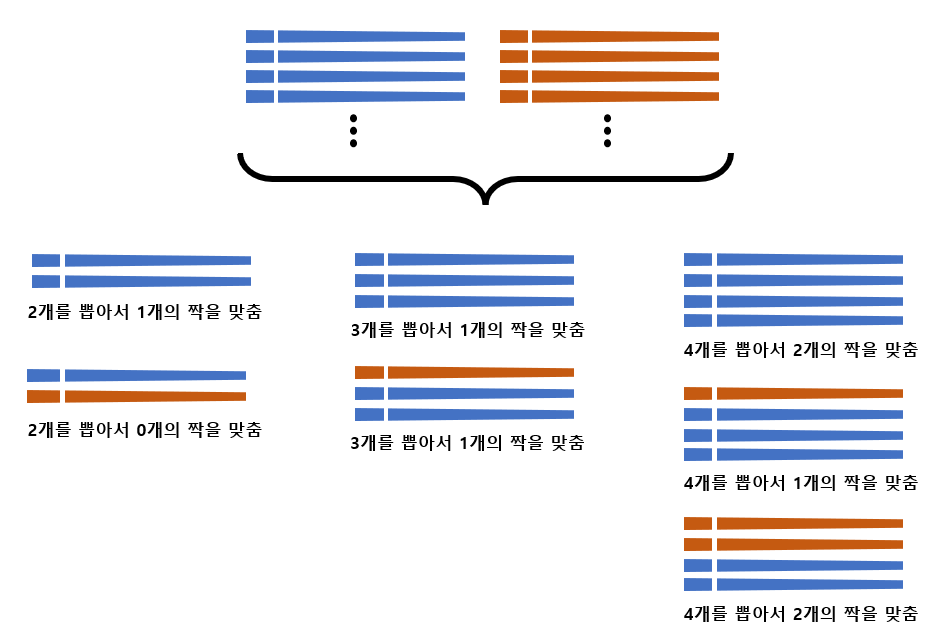 2개를 뽑아서 1개의 짝을 맞춤
2개를 뽑아서 0개의 짝을 맞춤
3개를 뽑아서 1개의 짝을 맞춤
3개를 뽑아서 1개의 짝을 맞춤
4개를 뽑아서 2개의 짝을 맞춤
4개를 뽑아서 1개의 짝을 맞춤
4개를 뽑아서 2개의 짝을 맞춤